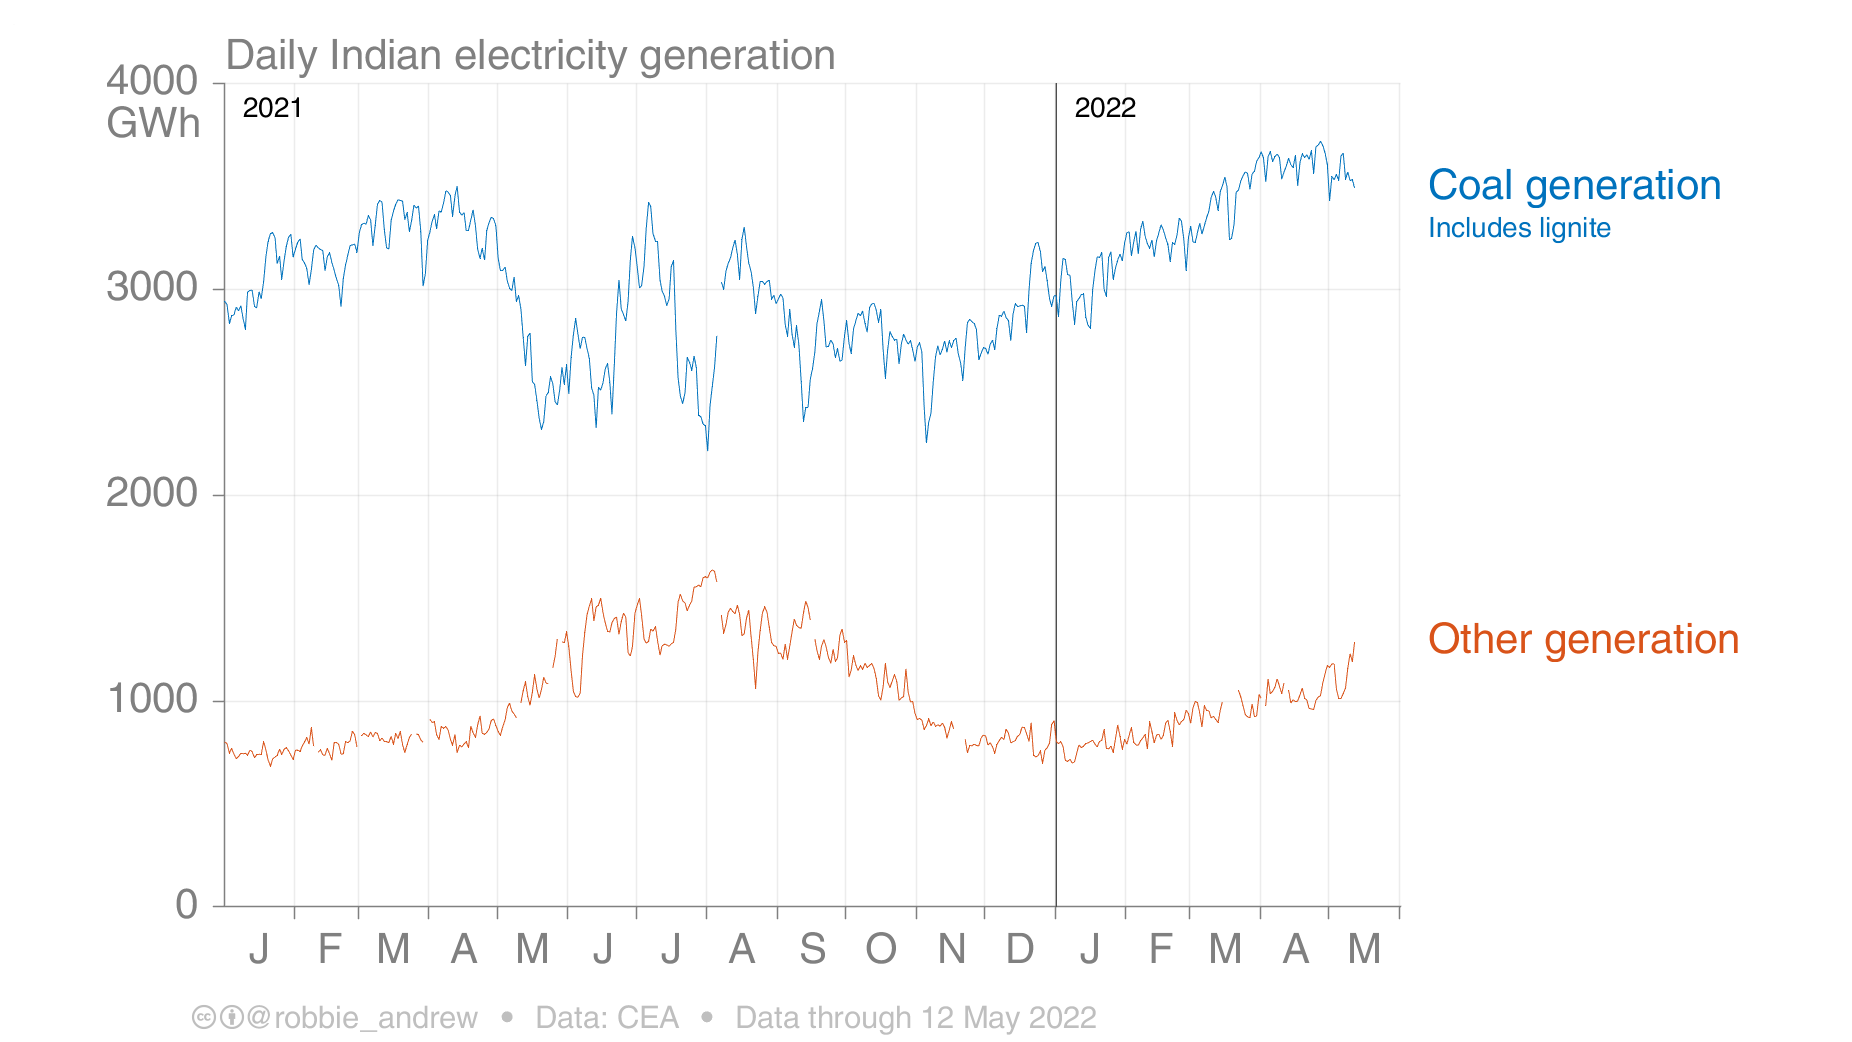 Daily Indian electricity generation
4000
GWh
2021
2022
Coal generation
Includes lignite
3000
2000
Other generation
1000
0
J F M A M J J A S O N D J F M A M
@robbie_andrew • Data: CEA • Data through 12 May 2022